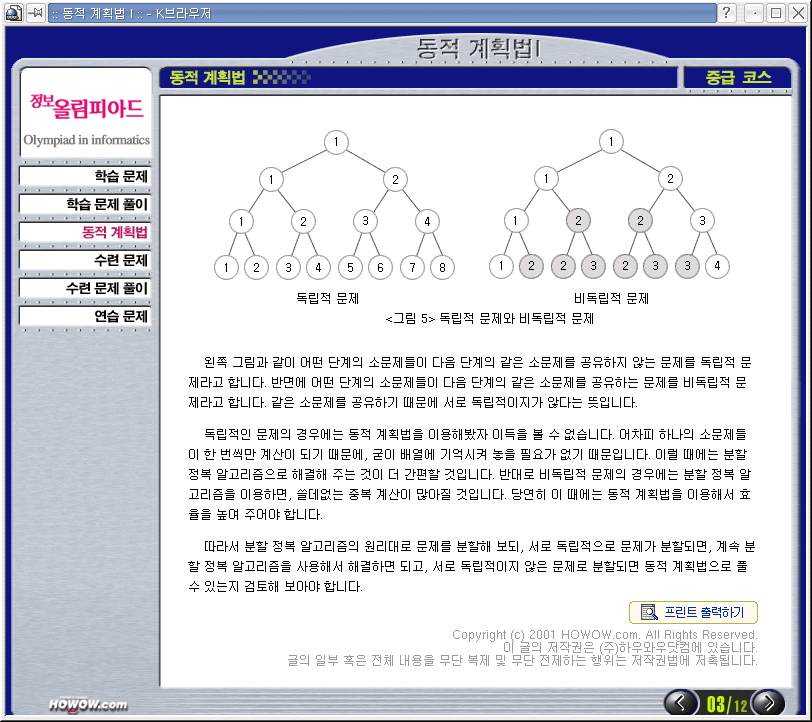 :: 동적 계획법 I :: - K브라우저
동적 계획법I
동적 계획법
중급 코스
정보올림피아드
Olympiad in informatics
학습 문제
학습 문제 풀이
동적 계획법
수련 문제
수련 문제 풀이
연습 문제
1
1 2
1 2 3 4
1 2 3 4 5 6 7 8
독립적 문제
1
1 2
1 2 2 3
1 2 2 3 2 3 3 4
비독립적 문제
<그림 5> 독립적 문제와 비독립적 문제
왼쪽 그림과 같이 어떤 단계의 소문제들이 다음 단계의 같은 소문제를 공유하지 않는 문제를 독립적 문
제라고 합니다. 반면에 어떤 단계의 소문제들이 다음 단계의 같은 소문제를 공유하는 문제를 비독립적 문
제라고 합니다. 같은 소문제를 공유하기 때문에 서로 독립적이지가 않다는 뜻입니다.
독립적인 문제의 경우에는 동적 계획법을 이용해봤자 이득을 볼 수 없습니다. 어차피 하나의 소문제들
이 한 번씩만 계산이 되기 때문에, 굳이 배열에 기억시켜 놓을 필요가 없기 때문입니다. 이럴 때에는 분할
정복 알고리즘으로 해결해 주는 것이 더 간편할 것입니다. 반대로 비독립적 문제의 경우에는 분할 정복 알
고리즘을 이용하면, 쓸데없는 중복 계산이 많아질 것입니다. 당연히 이 때에는 동적 계획법을 이용해서 효
율을 높여 주어야 합니다.
따라서 분할 정복 알고리즘의 원리대로 문제를 분할해 보되, 서로 독립적으로 문제가 분할되면, 계속 분
할 정복 알고리즘을 사용해서 해결하면 되고, 서로 독립적이지 않은 문제로 분할되면 동적 계획법으로 풀
수 있는지 검토해 보아야 합니다.
프린트 출력하기
Copyright (c) 2001 HOWOW.com. All Rights Reserved.
이 글의 저작권은 (주)하우와우닷컴에 있습니다.
글의 일부 혹은 전체 내용을 무단 복제 및 무단 전제하는 행위는 저작권법에 저촉됩니다.
HOWOW.com
03/12